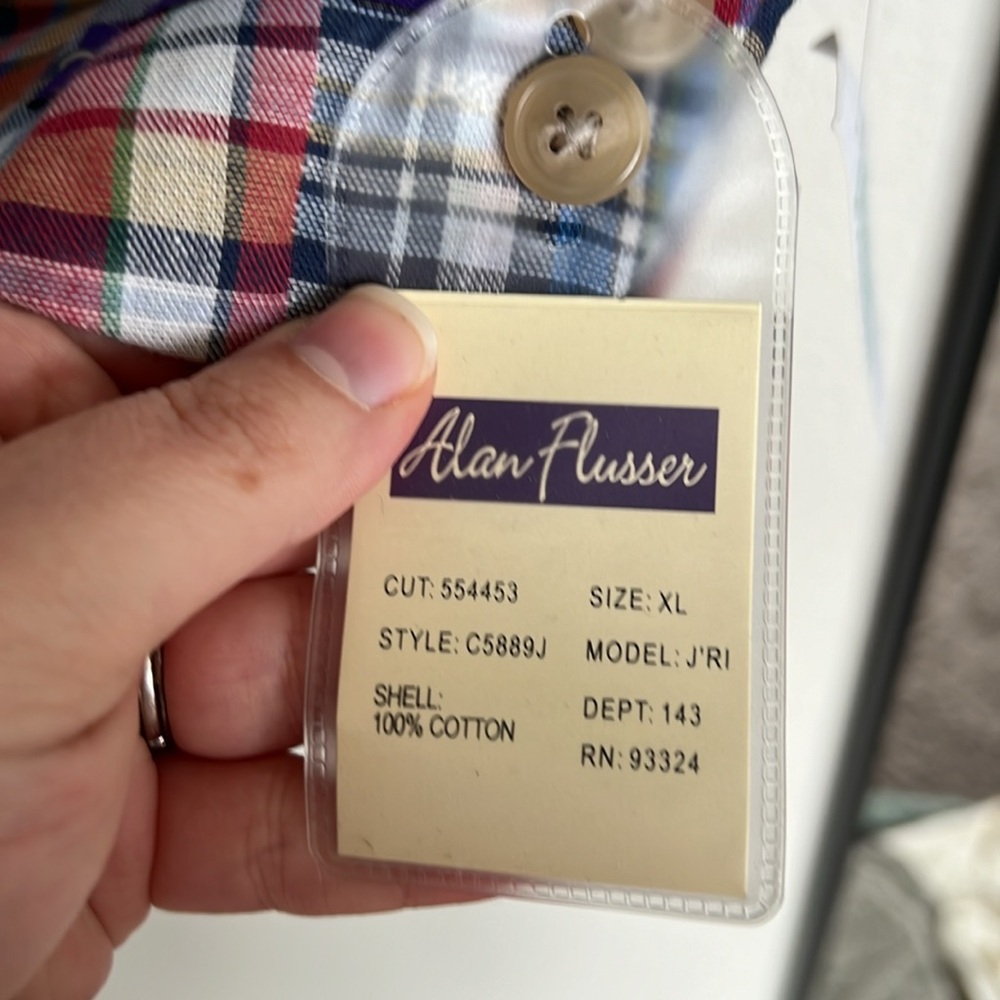 Alan Flusser
CUT: 554453 SIZE: XL
STYLE: C5889J MODEL: J'RI
SHELL:
100% COTTON DEPT: 143
RN: 93324